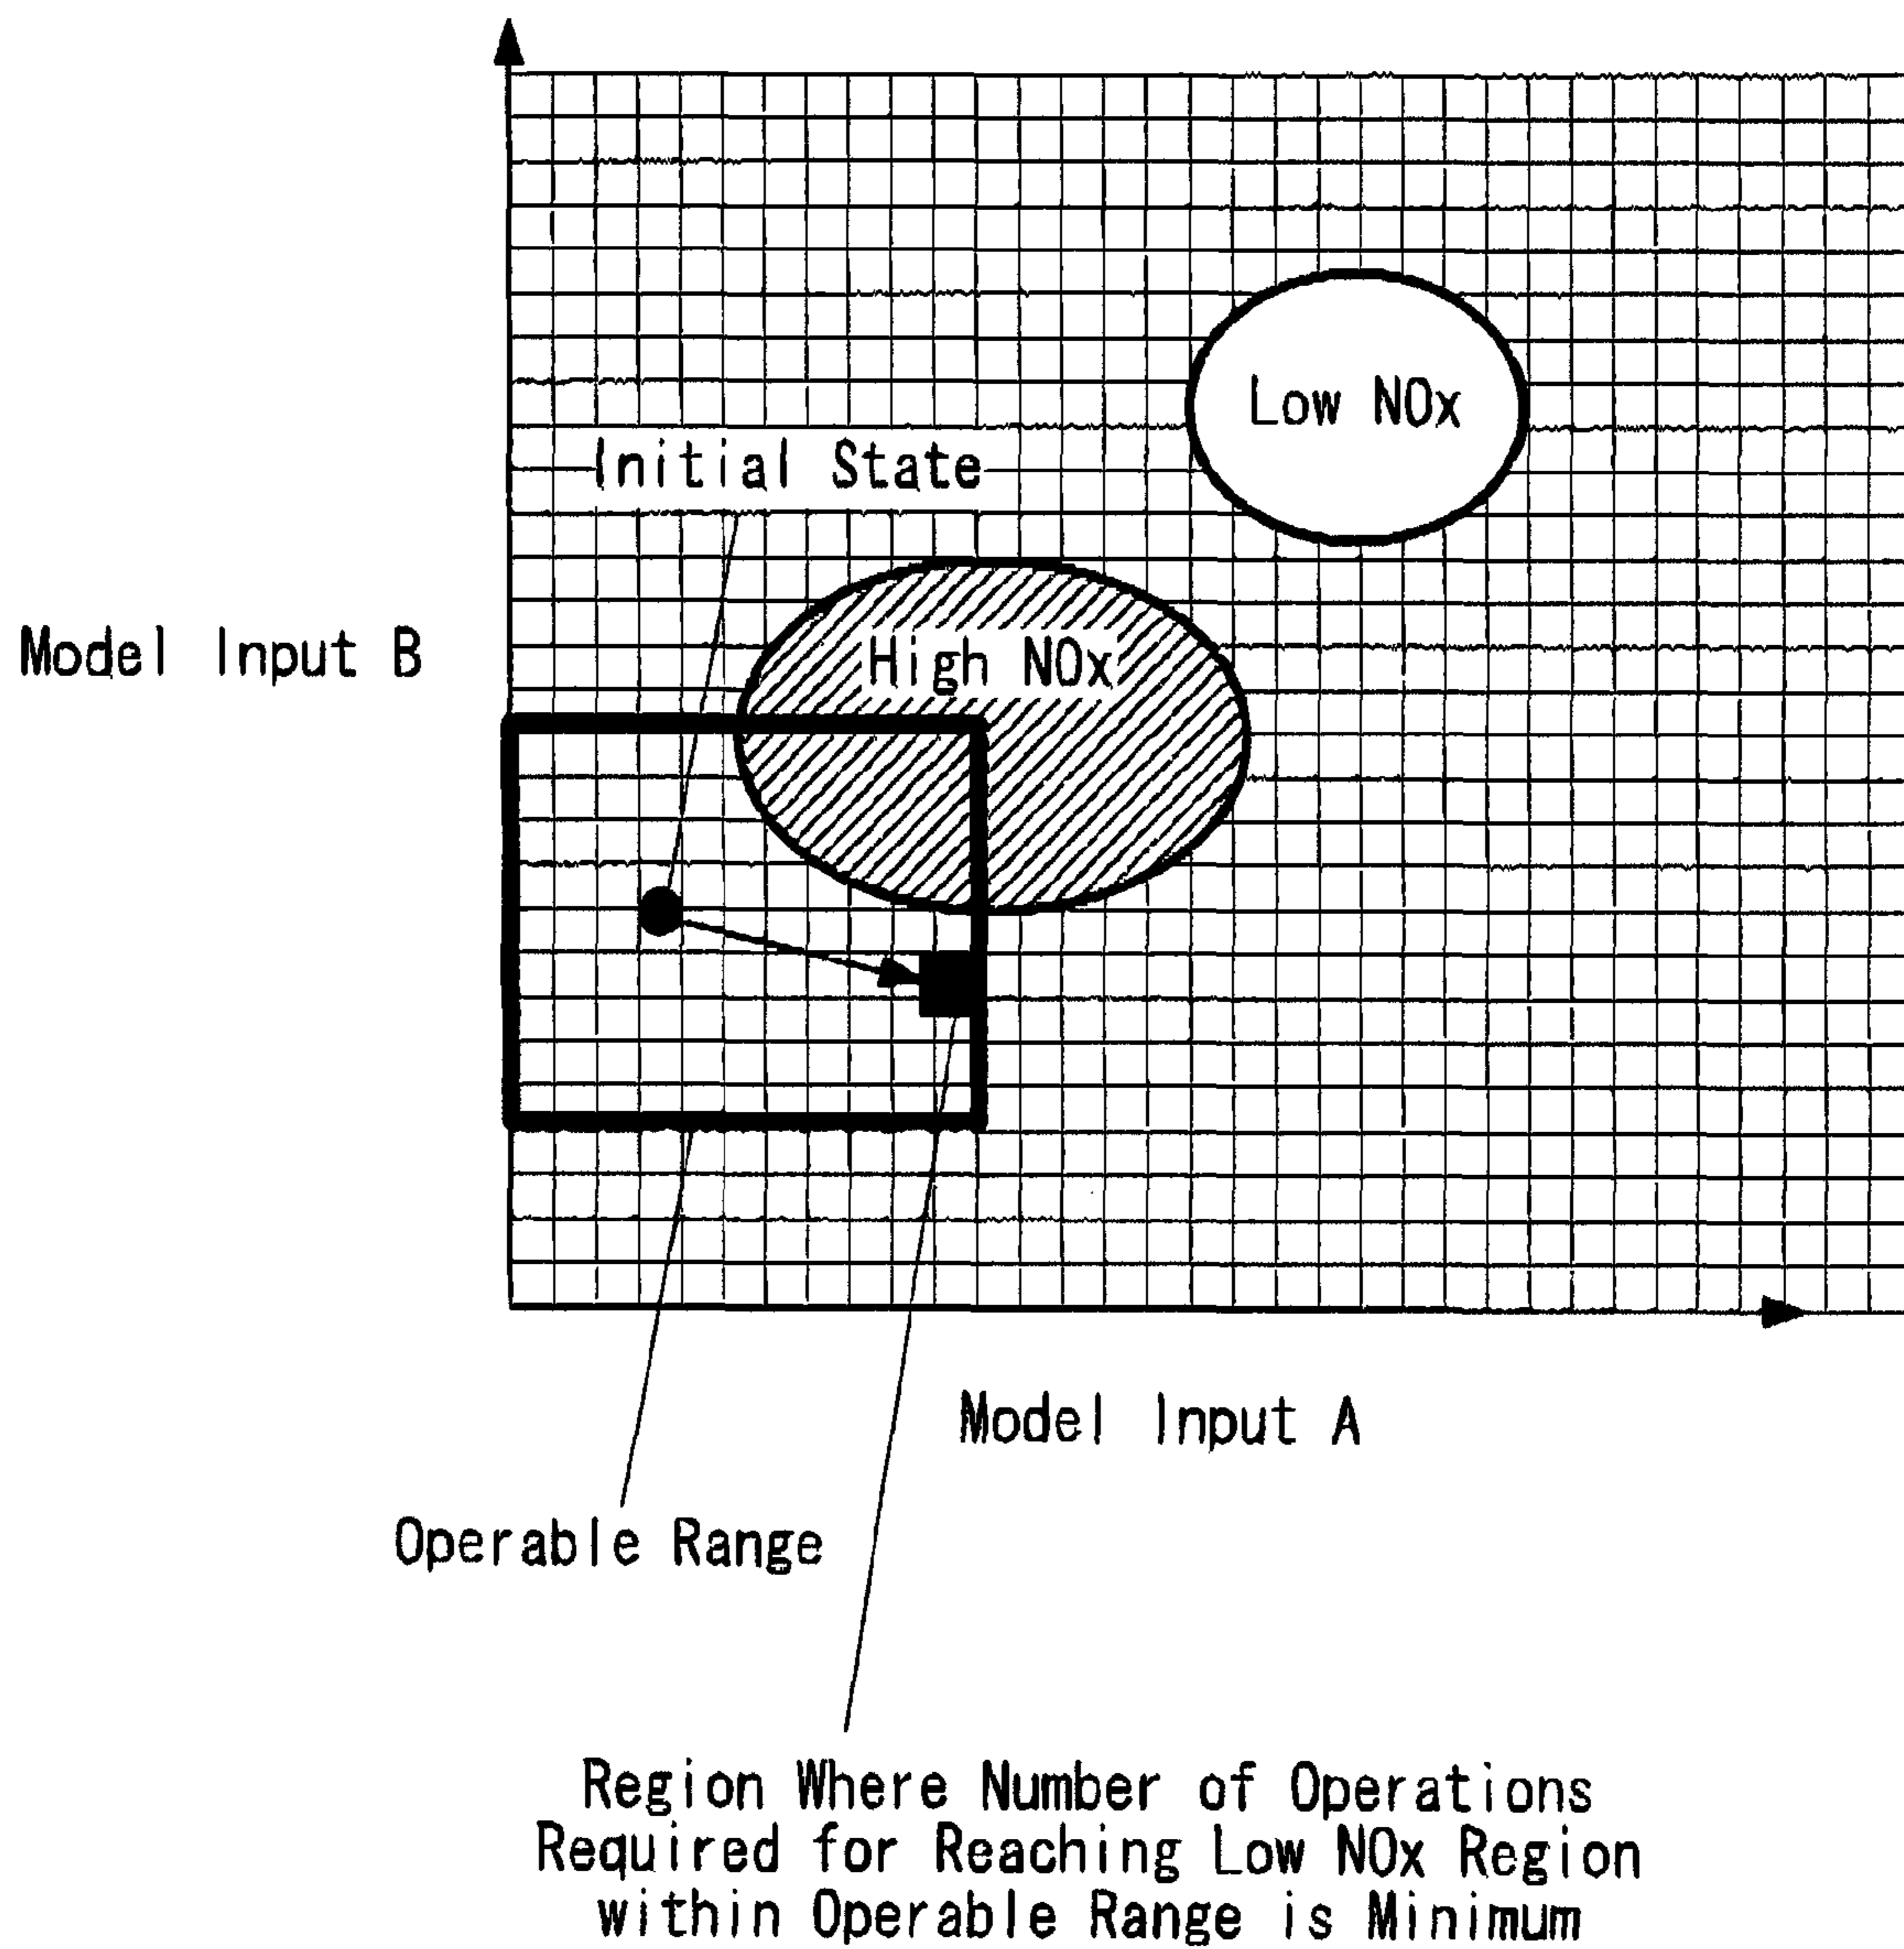 Initial State
Low NOx
High NOx
Model Input B
Model Input A
Operable Range
Region Where Number of Operations
Required for Reaching Low NOx Region
within Operable Range is Minimum